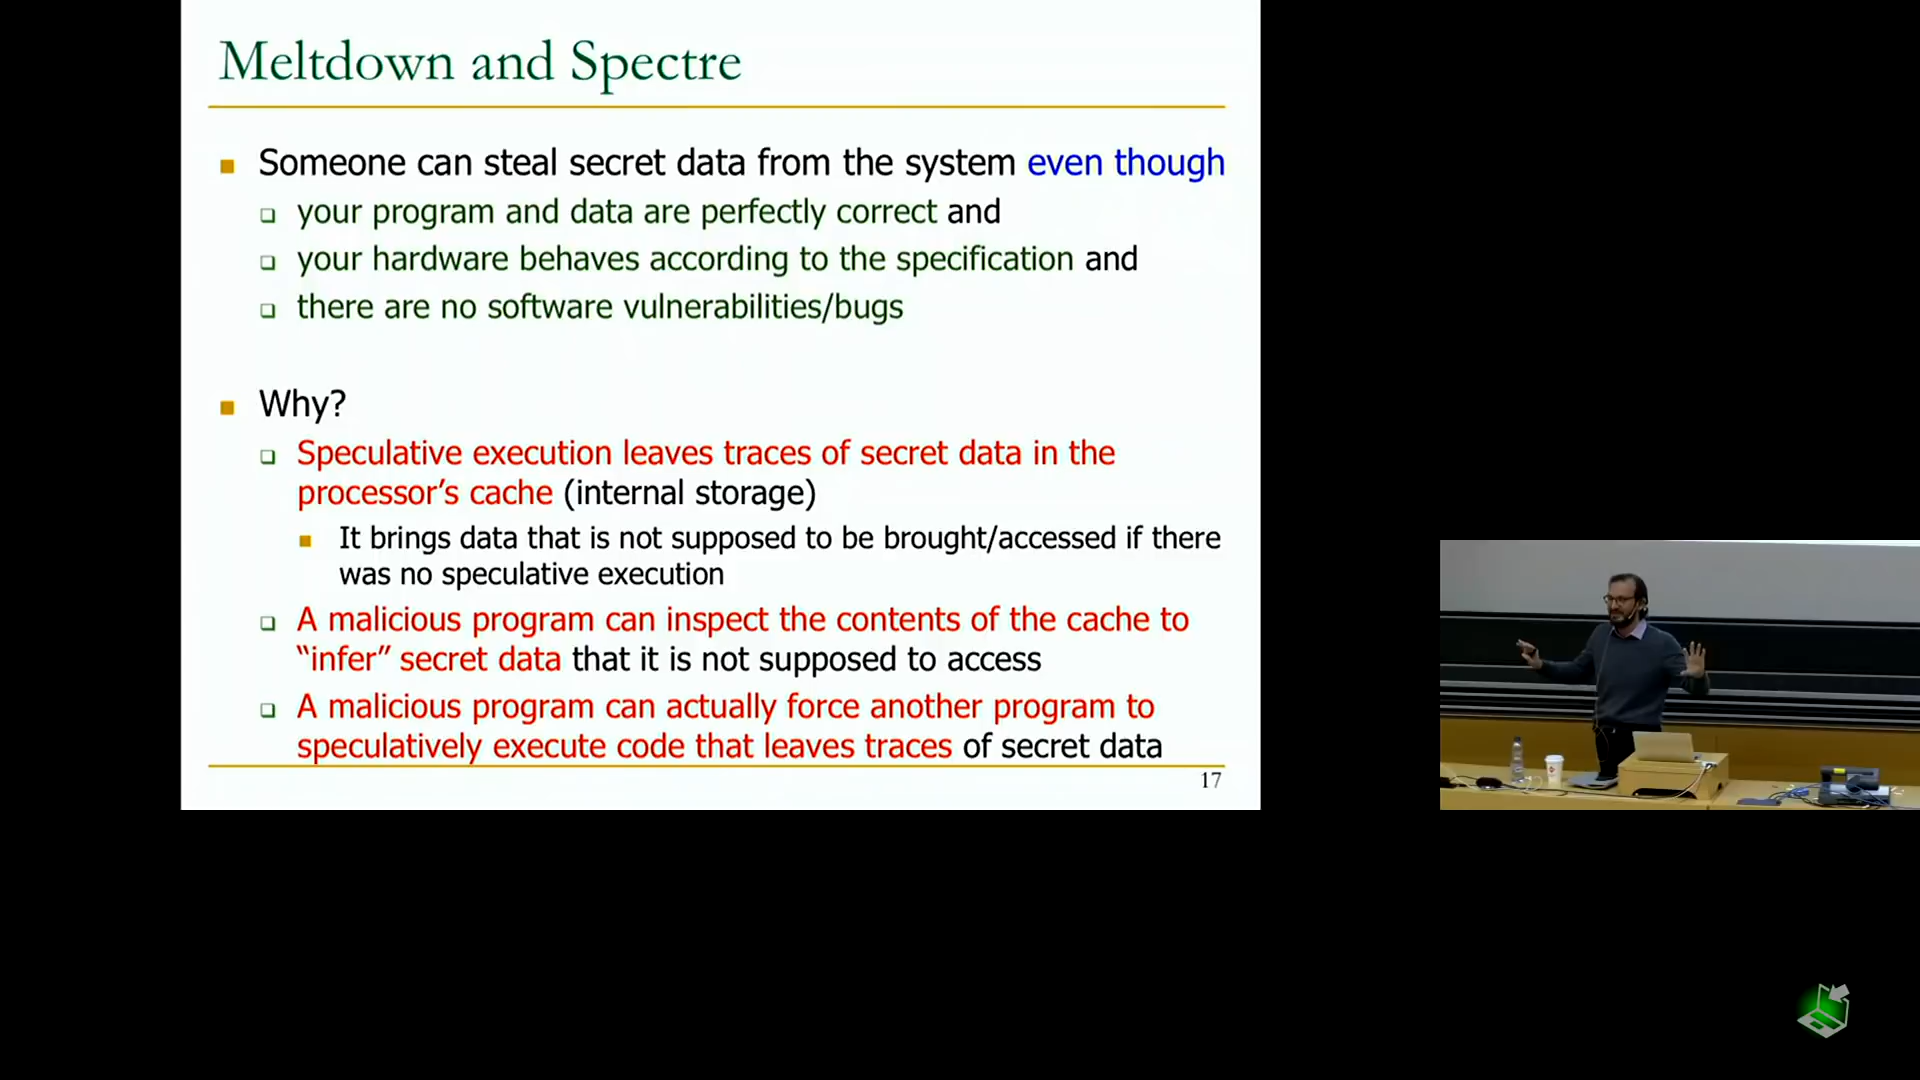 Meltdown and Spectre
Someone can steal secret data from the system even though
your program and data are perfectly correct and
your hardware behaves according to the specification and
there are no software vulnerabilities/bugs
Why?
Speculative execution leaves traces of secret data in the
processor’s cache (internal storage)
It brings data that is not supposed to be brought/accessed if there
was no speculative execution
A malicious program can inspect the contents of the cache to
“infer” secret data that it is not supposed to access
A malicious program can actually force another program to
speculatively execute code that leaves traces of secret data
17